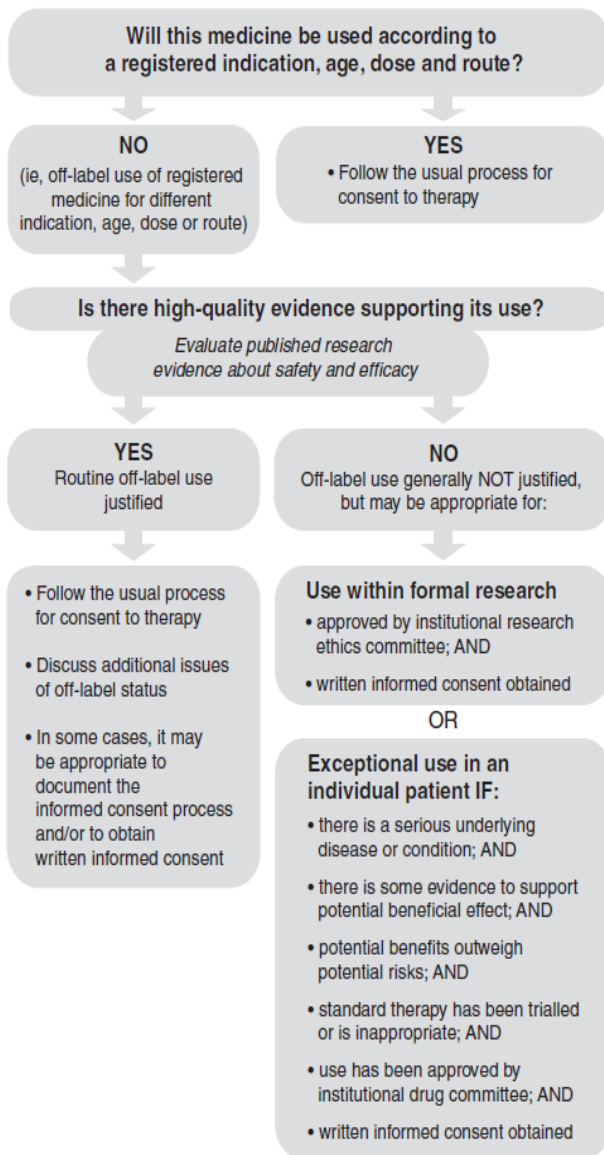 Will this medicine be used according to
a registered indication, age, dose and route?
NO
(ie, off-label use of registered
medicine for different
indication, age, dose or route)
YES
• Follow the usual process for
consent to therapy
Is there high-quality evidence supporting its use?
Evaluate published research
evidence about safety and efficacy
YES
Routine off-label use
justified
NO
Off-label use generally NOT justified,
but may be appropriate for:
• Follow the usual process
for consent to therapy
• Discuss additional issues
of off-label status
• In some cases, it may
be appropriate to
document the
informed consent process
and/or to obtain
written informed consent
Use within formal research
• approved by institutional research
ethics committee; AND
• written informed consent obtained
OR
Exceptional use in an
individual patient IF:
• there is a serious underlying
disease or condition; AND
• there is some evidence to support
potential beneficial effect; AND
• potential benefits outweigh
potential risks; AND
• standard therapy has been trialled
or is inappropriate; AND
• use has been approved by
institutional drug committee; AND
• written informed consent obtained